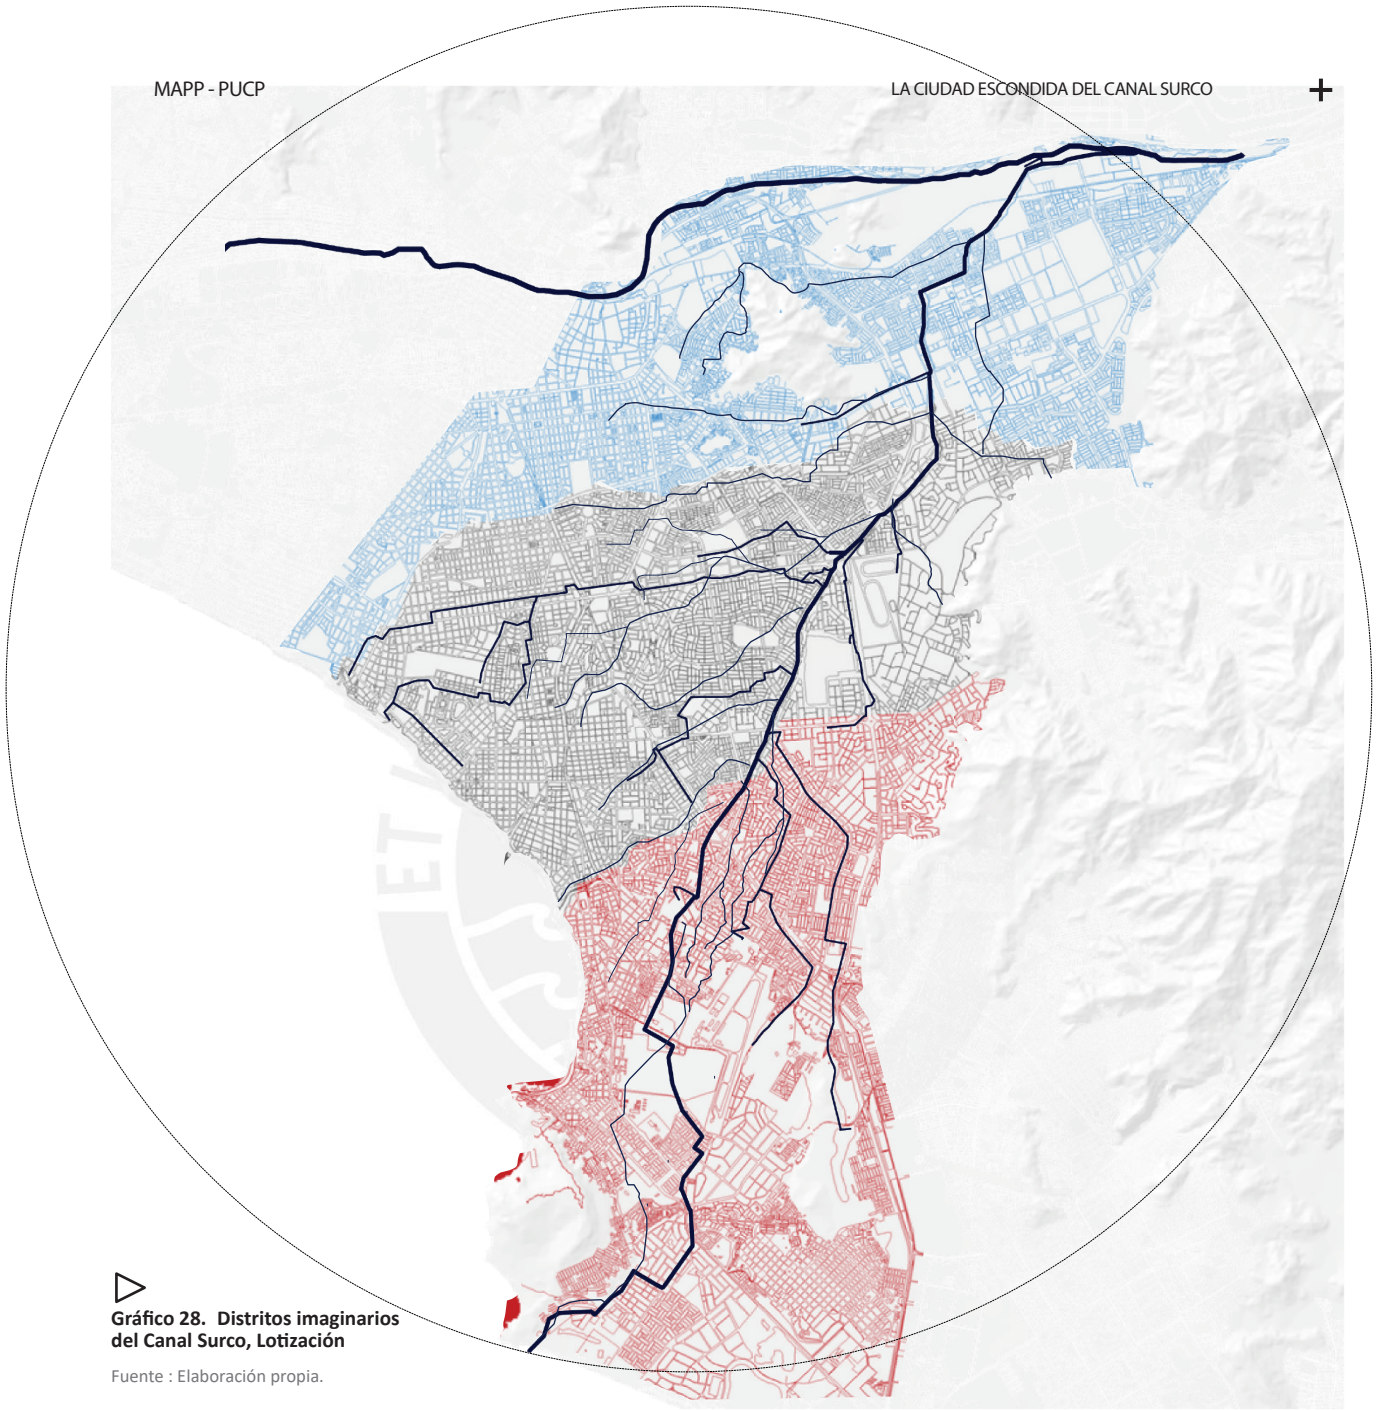 MAPP - PUCP
LA CIUDAD ESCONDIDA DEL CANAL SURCO
ET
Gráfico 28. Distritos imaginarios
del Canal Surco, Lotización
Fuente : Elaboración propia.